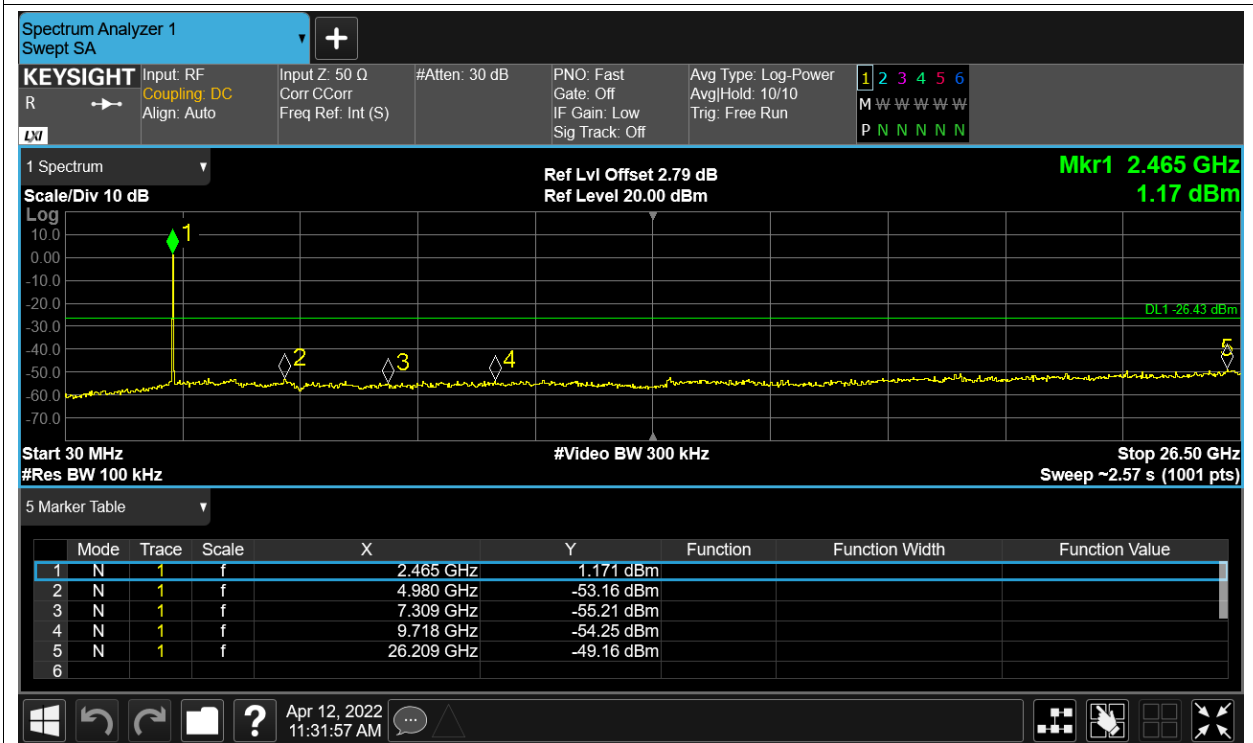 Spectrum Analyzer 1
Swept SA
KEYSIGHT Input: RF Input Z: 50 Ω #Atten: 30 dB PNO: Fast Avg Type: Log-Power 1 2 3 4 5 6
R Coupling: DC Corr CCorr Gate: Off Avg|Hold: 10/10 M W W W W W
Align: Auto Freq Ref: Int (S) IF Gain: Low Trig: Free Run
LXI Sig Track: Off P N N N N N
1 Spectrum Ref Lvl Offset 2.79 dB Mkr1 2.465 GHz
Scale/Div 10 dB Ref Level 20.00 dBm 1.17 dBm
Log
10.0
1
0.00
-10.0
-20.0
DL1 -26.43 dBm
-30.0
-40.0
2 3 4 5
-50.0
-60.0
-70.0
Start 30 MHz #Video BW 300 kHz Stop 26.50 GHz
#Res BW 100 kHz Sweep ~2.57 s (1001 pts)
5 Marker Table
Mode Trace Scale X Y Function Function Width Function Value
1 N 1 f 2.465 GHz 1.171 dBm
2 N 1 f 4.980 GHz -53.16 dBm
3 N 1 f 7.309 GHz -55.21 dBm
4 N 1 f 9.718 GHz -54.25 dBm
5 N 1 f 26.209 GHz -49.16 dBm
6
? Apr 12, 2022
11:31:57 AM